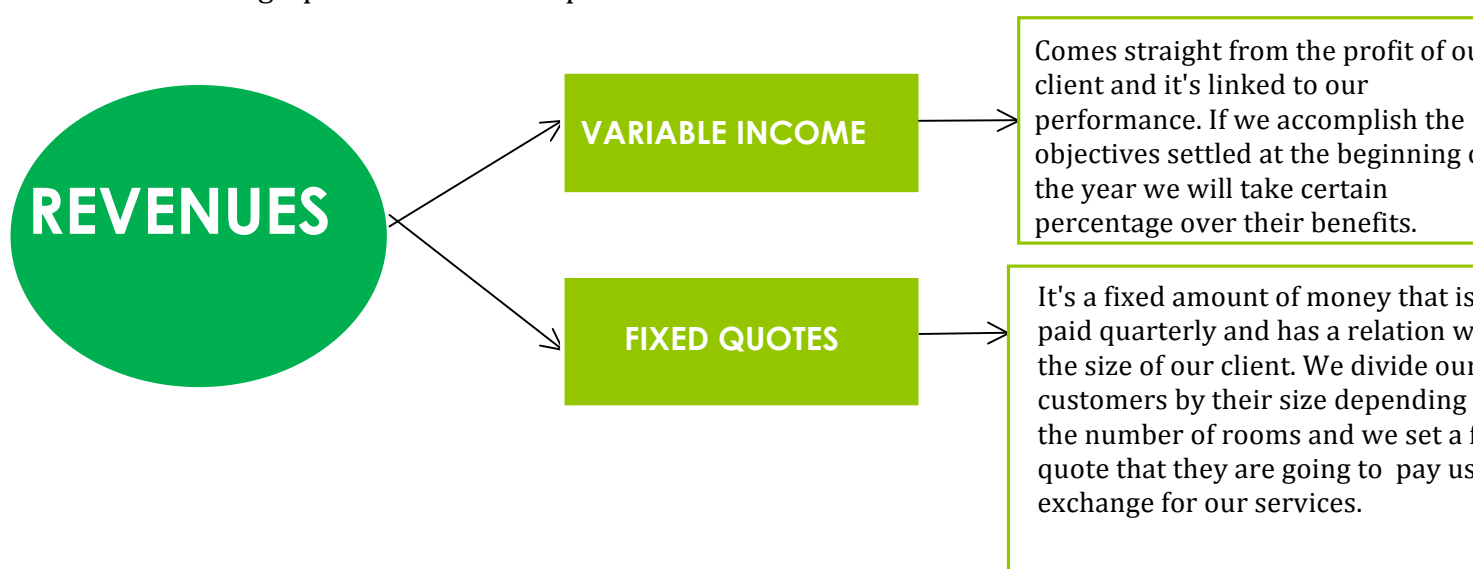 REVENUES
VARIABLE INCOME
Comes straight from the profit of
client and it's linked to our
performance. If we accomplish the
objectives settled at the beginning
the year we will take certain
percentage over their benefits.
FIXED QUOTES
It's a fixed amount of money that is
paid quarterly and has a relation
the size of our client. We divide our
customers by their size depending
the number of rooms and we set a
quote that they are going to pay us
exchange for our services.